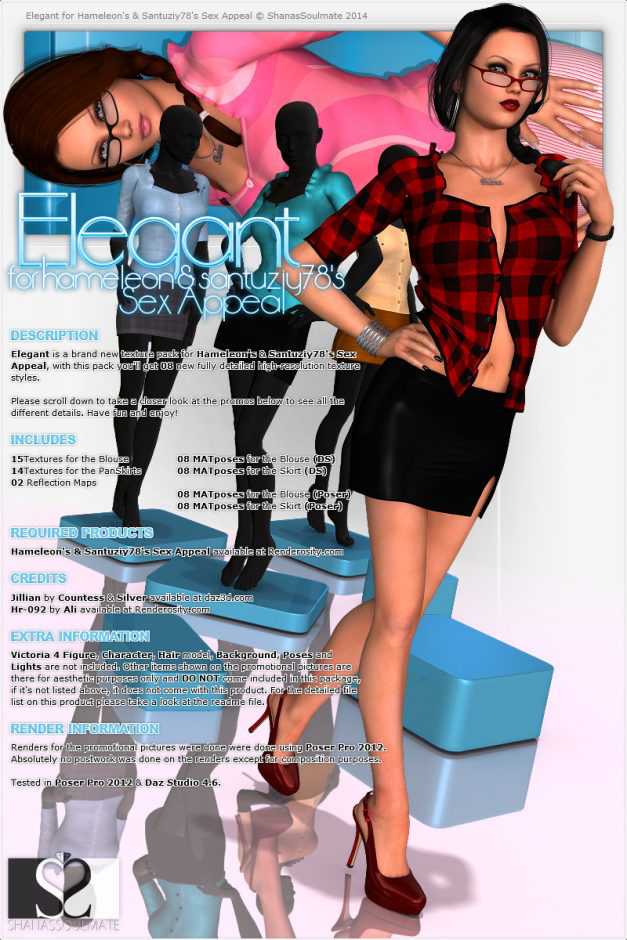 Elegant for Hameleon's & Santuziy78's Sex Appeal © ShanasSoulmate 2014
Elegant
for hameleon & santuziy78's
Sex Appeal
DESCRIPTION
Elegant is a brand new texture pack for Hameleon's & Santuziy78's Sex
Appeal, with this pack you'll get 08 new fully detailed high-resolution texture
styles.
Please scroll down to take a closer look at the promos below to see all the
different details. Have fun and enjoy!
INCLUDES
15Textures for the Blouse 08 MATposes for the Blouse (DS)
14Textures for the PanSkirts 08 MATposes for the Skirt (DS)
02 Reflection Maps
08 MATposes for the Blouse (Poser)
08 MATposes for the Skirt (Poser)
REQUIRED PRODUCTS
Hameleon's & Santuziy78's Sex Appeal available at Renderosity.com
CREDITS
Jillian by Countess & Silver available at daz3d.com
Hr-092 by Ali available at Renderosity.com
EXTRA INFORMATION
Victoria 4 Figure, Character, Hair model, Background, Poses and
Lights are not included. Other items shown on the promotional pictures are
there for aesthetic purposes only and DO NOT come included in this package,
if it's not listed above, it does not come with this product. For the detailed file
list on this product please take a look at the readme file.
RENDER INFORMATION
Renders for the promotional pictures were done were done using Poser Pro 2012.
Absolutely no postwork was done on the renders except for composition purposes.
Tested in Poser Pro 2012 & Daz Studio 4.6.
SS
SHANASSOULMATE